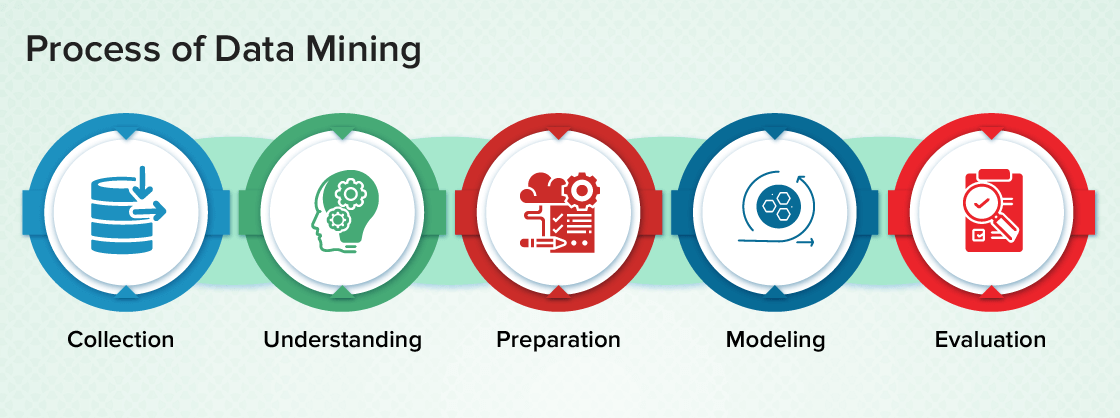 Process of Data Mining
Collection
Understanding
Preparation
Modeling
Evaluation